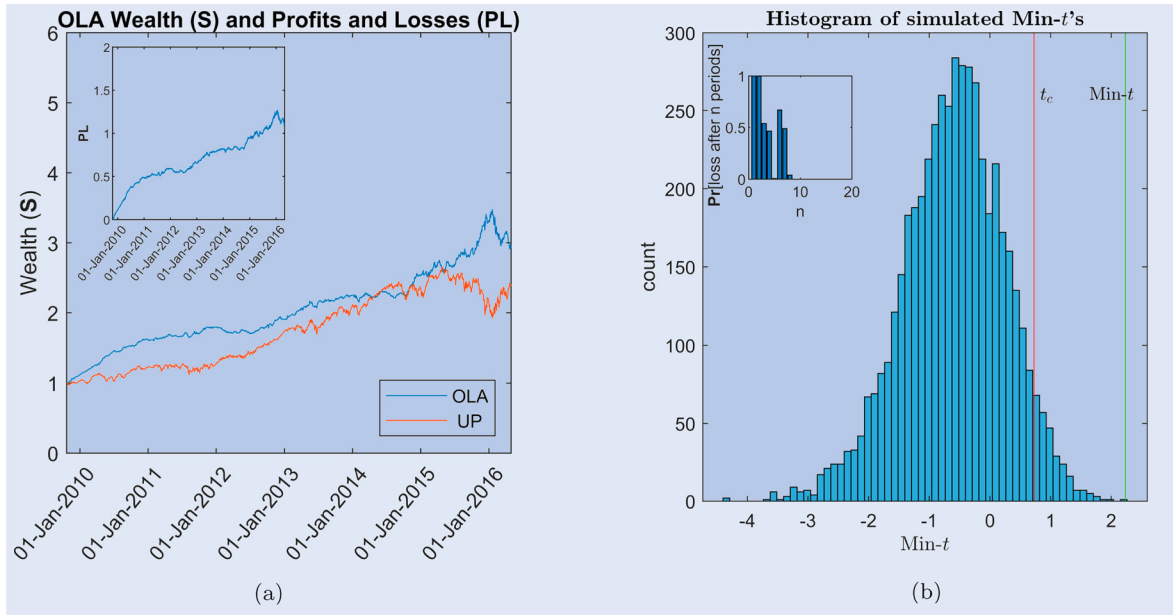 OLA Wealth (S) and Profits and Losses (PL)
6
5
4
3
2
1
0
Wealth (S)
2
1.5
1
0.5
0
PL
01-Jan-2010
01-Jan-2011
01-Jan-2012
01-Jan-2013
01-Jan-2014
01-Jan-2015
01-Jan-2016
OLA
UP
01-Jan-2010
01-Jan-2011
01-Jan-2012
01-Jan-2013
01-Jan-2014
01-Jan-2015
01-Jan-2016
(a)
Histogram of simulated Min-t's
300
250
200
150
100
50
0
count
1
0.5
0
Pr[loss after n periods]
0 10 20
n
t_c
Min-t
-4 -3 -2 -1 0 1 2
Min-t
(b)